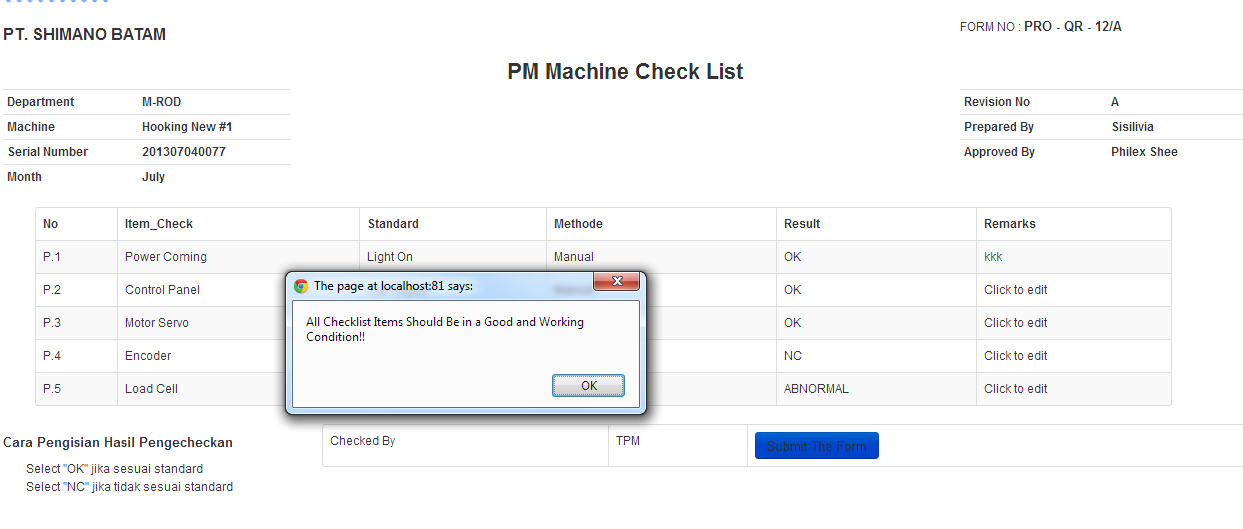 PT. SHIMANO BATAM
FORM NO : PRO - QR - 12/A
PM Machine Check List
Department M-ROD
Machine Hooking New #1
Serial Number 201307040077
Month July
Revision No A
Prepared By Sisilivia
Approved By Philex Shee
No Item_Check Standard Methode Result Remarks
P.1 Power Coming Light On Manual OK kkk
P.2 Control Panel OK Click to edit
P.3 Motor Servo OK Click to edit
P.4 Encoder NC Click to edit
P.5 Load Cell ABNORMAL Click to edit
The page at localhost:81 says:
All Checklist Items Should Be in a Good and Working
Condition!!
OK
Cara Pengisian Hasil Pengecheckan
Select "OK" jika sesuai standard
Select "NC" jika tidak sesuai standard
Checked By TPM Submit The Form